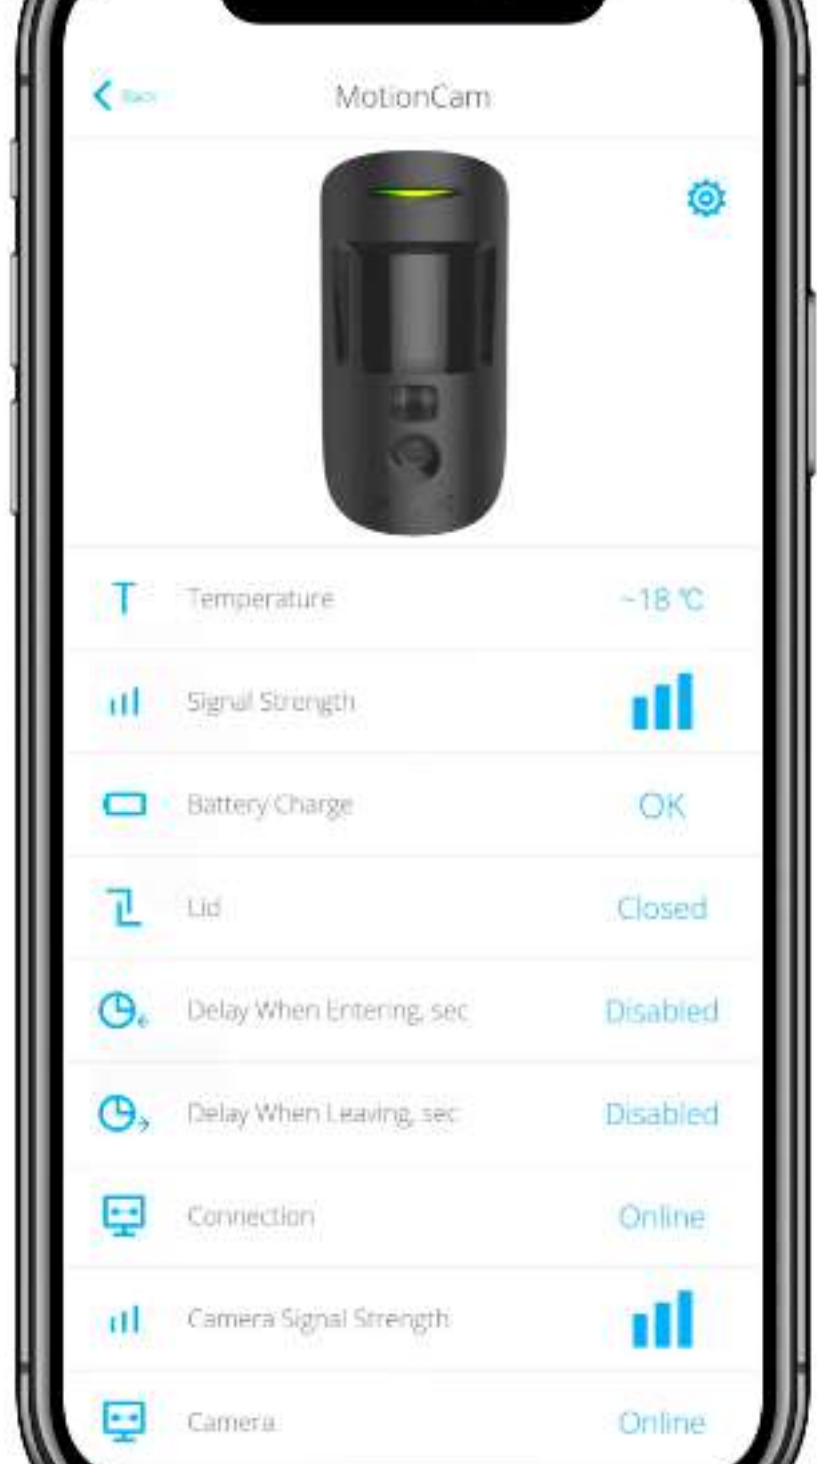 Back
MotionCam
Temperature
~18 °C
Signal Strength
Battery Charge
OK
Lid
Closed
Delay When Entering, sec
Disabled
Delay When Leaving, sec
Disabled
Connection
Online
Camera Signal Strength
Camera
Online